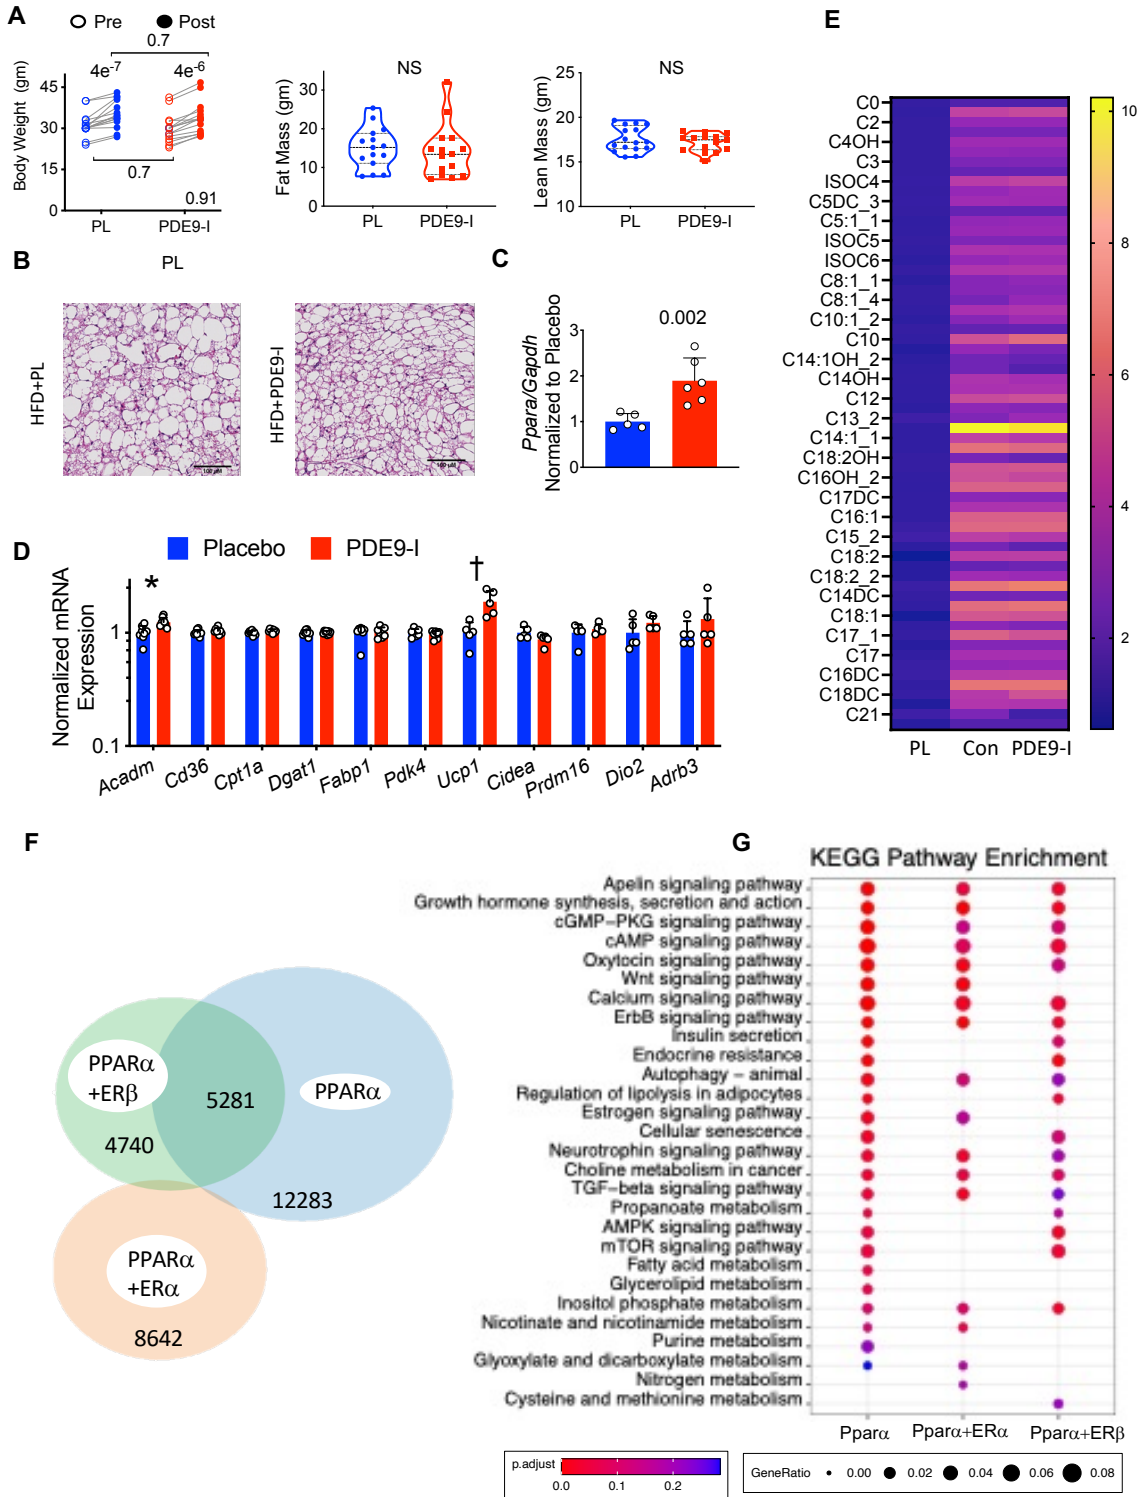 A
Pre
Post
0.7
4e-7
4e-6
Body Weight (gm)
45
30
15
0
0.7
0.91
PL
PDE9-I
NS
Fat Mass (gm)
30
20
10
0
PL
PDE9-I
NS
Lean Mass (gm)
25
20
15
10
PL
PDE9-I
B
PL
HFD+PL
100 µM
HFD+PDE9-I
100 µM
C
0.002
Ppara/Gapdh
Normalized to Placebo
3
2
1
0
D
Placebo
PDE9-I
Normalized mRNA
Expression
1
0.1
*
†
Acadm
Cd36
Cpt1a
Dgat1
Fabp1
Pdk4
Ucp1
Cidea
Prdm16
Dio2
Adrb3
E
C0
C2
C4OH
C3
ISOC4
C5DC_3
C5:1_1
ISOC5
ISOC6
C8:1_1
C8:1_4
C10:1_2
C10
C14:1OH_2
C14OH
C12
C13_2
C14:1_1
C18:2OH
C16OH_2
C17DC
C16:1
C15_2
C18:2
C18:2_2
C14DC
C18:1
C17_1
C17
C16DC
C18DC
C21
PL
Con
PDE9-I
10
8
6
4
2
F
PPARα
+ERβ
4740
5281
PPARα
12283
PPARα
+ERα
8642
G
KEGG Pathway Enrichment
Apelin signaling pathway
Growth hormone synthesis, secretion and action
cGMP−PKG signaling pathway
cAMP signaling pathway
Oxytocin signaling pathway
Wnt signaling pathway
Calcium signaling pathway
ErbB signaling pathway
Insulin secretion
Endocrine resistance
Autophagy − animal
Regulation of lipolysis in adipocytes
Estrogen signaling pathway
Cellular senescence
Neurotrophin signaling pathway
Choline metabolism in cancer
TGF−beta signaling pathway
Propanoate metabolism
AMPK signaling pathway
mTOR signaling pathway
Fatty acid metabolism
Glycerolipid metabolism
Inositol phosphate metabolism
Nicotinate and nicotinamide metabolism
Purine metabolism
Glyoxylate and dicarboxylate metabolism
Nitrogen metabolism
Cysteine and methionine metabolism
Pparα
Pparα+ERα
Pparα+ERβ
p.adjust
0.0
0.1
0.2
GeneRatio
0.00
0.02
0.04
0.06
0.08